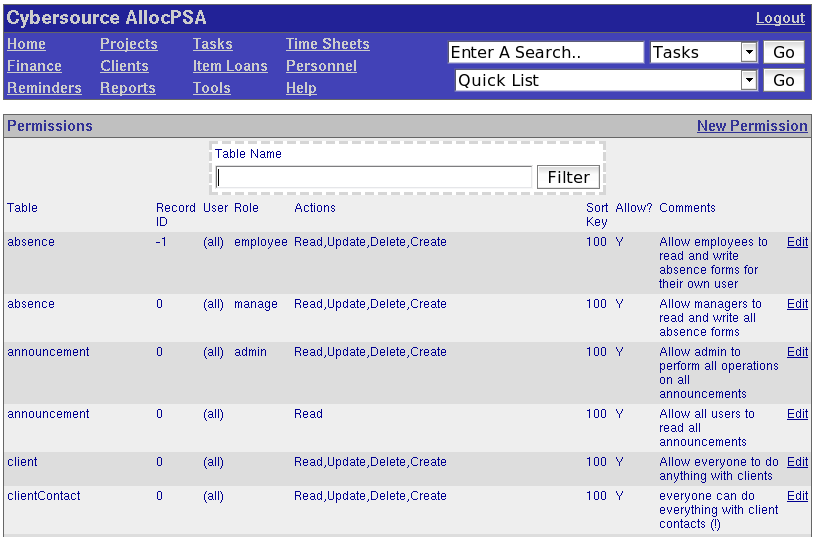 Cybersource AllocPSA Logout
Home Projects Tasks Time Sheets Enter A Search.. Tasks Go
Finance Clients Item Loans Personnel
Reminders Reports Tools Help Quick List Go
Permissions New Permission
Table Name
Filter
Table Record User Role Actions Sort Allow? Comments
ID Key
absence -1 (all) employee Read,Update,Delete,Create 100 Y Allow employees to Edit
read and write
absence forms for
their own user
absence 0 (all) manage Read,Update,Delete,Create 100 Y Allow managers to Edit
read and write all
absence forms
announcement 0 (all) admin Read,Update,Delete,Create 100 Y Allow admin to Edit
perform all operations
on all
announcements
announcement 0 (all) Read 100 Y Allow all users to Edit
read all
announcements
client 0 (all) Read,Update,Delete,Create 100 Y Allow everyone to do Edit
anything with clients
clientContact 0 (all) Read,Update,Delete,Create 100 Y everyone can do Edit
everything with client
contacts (!)